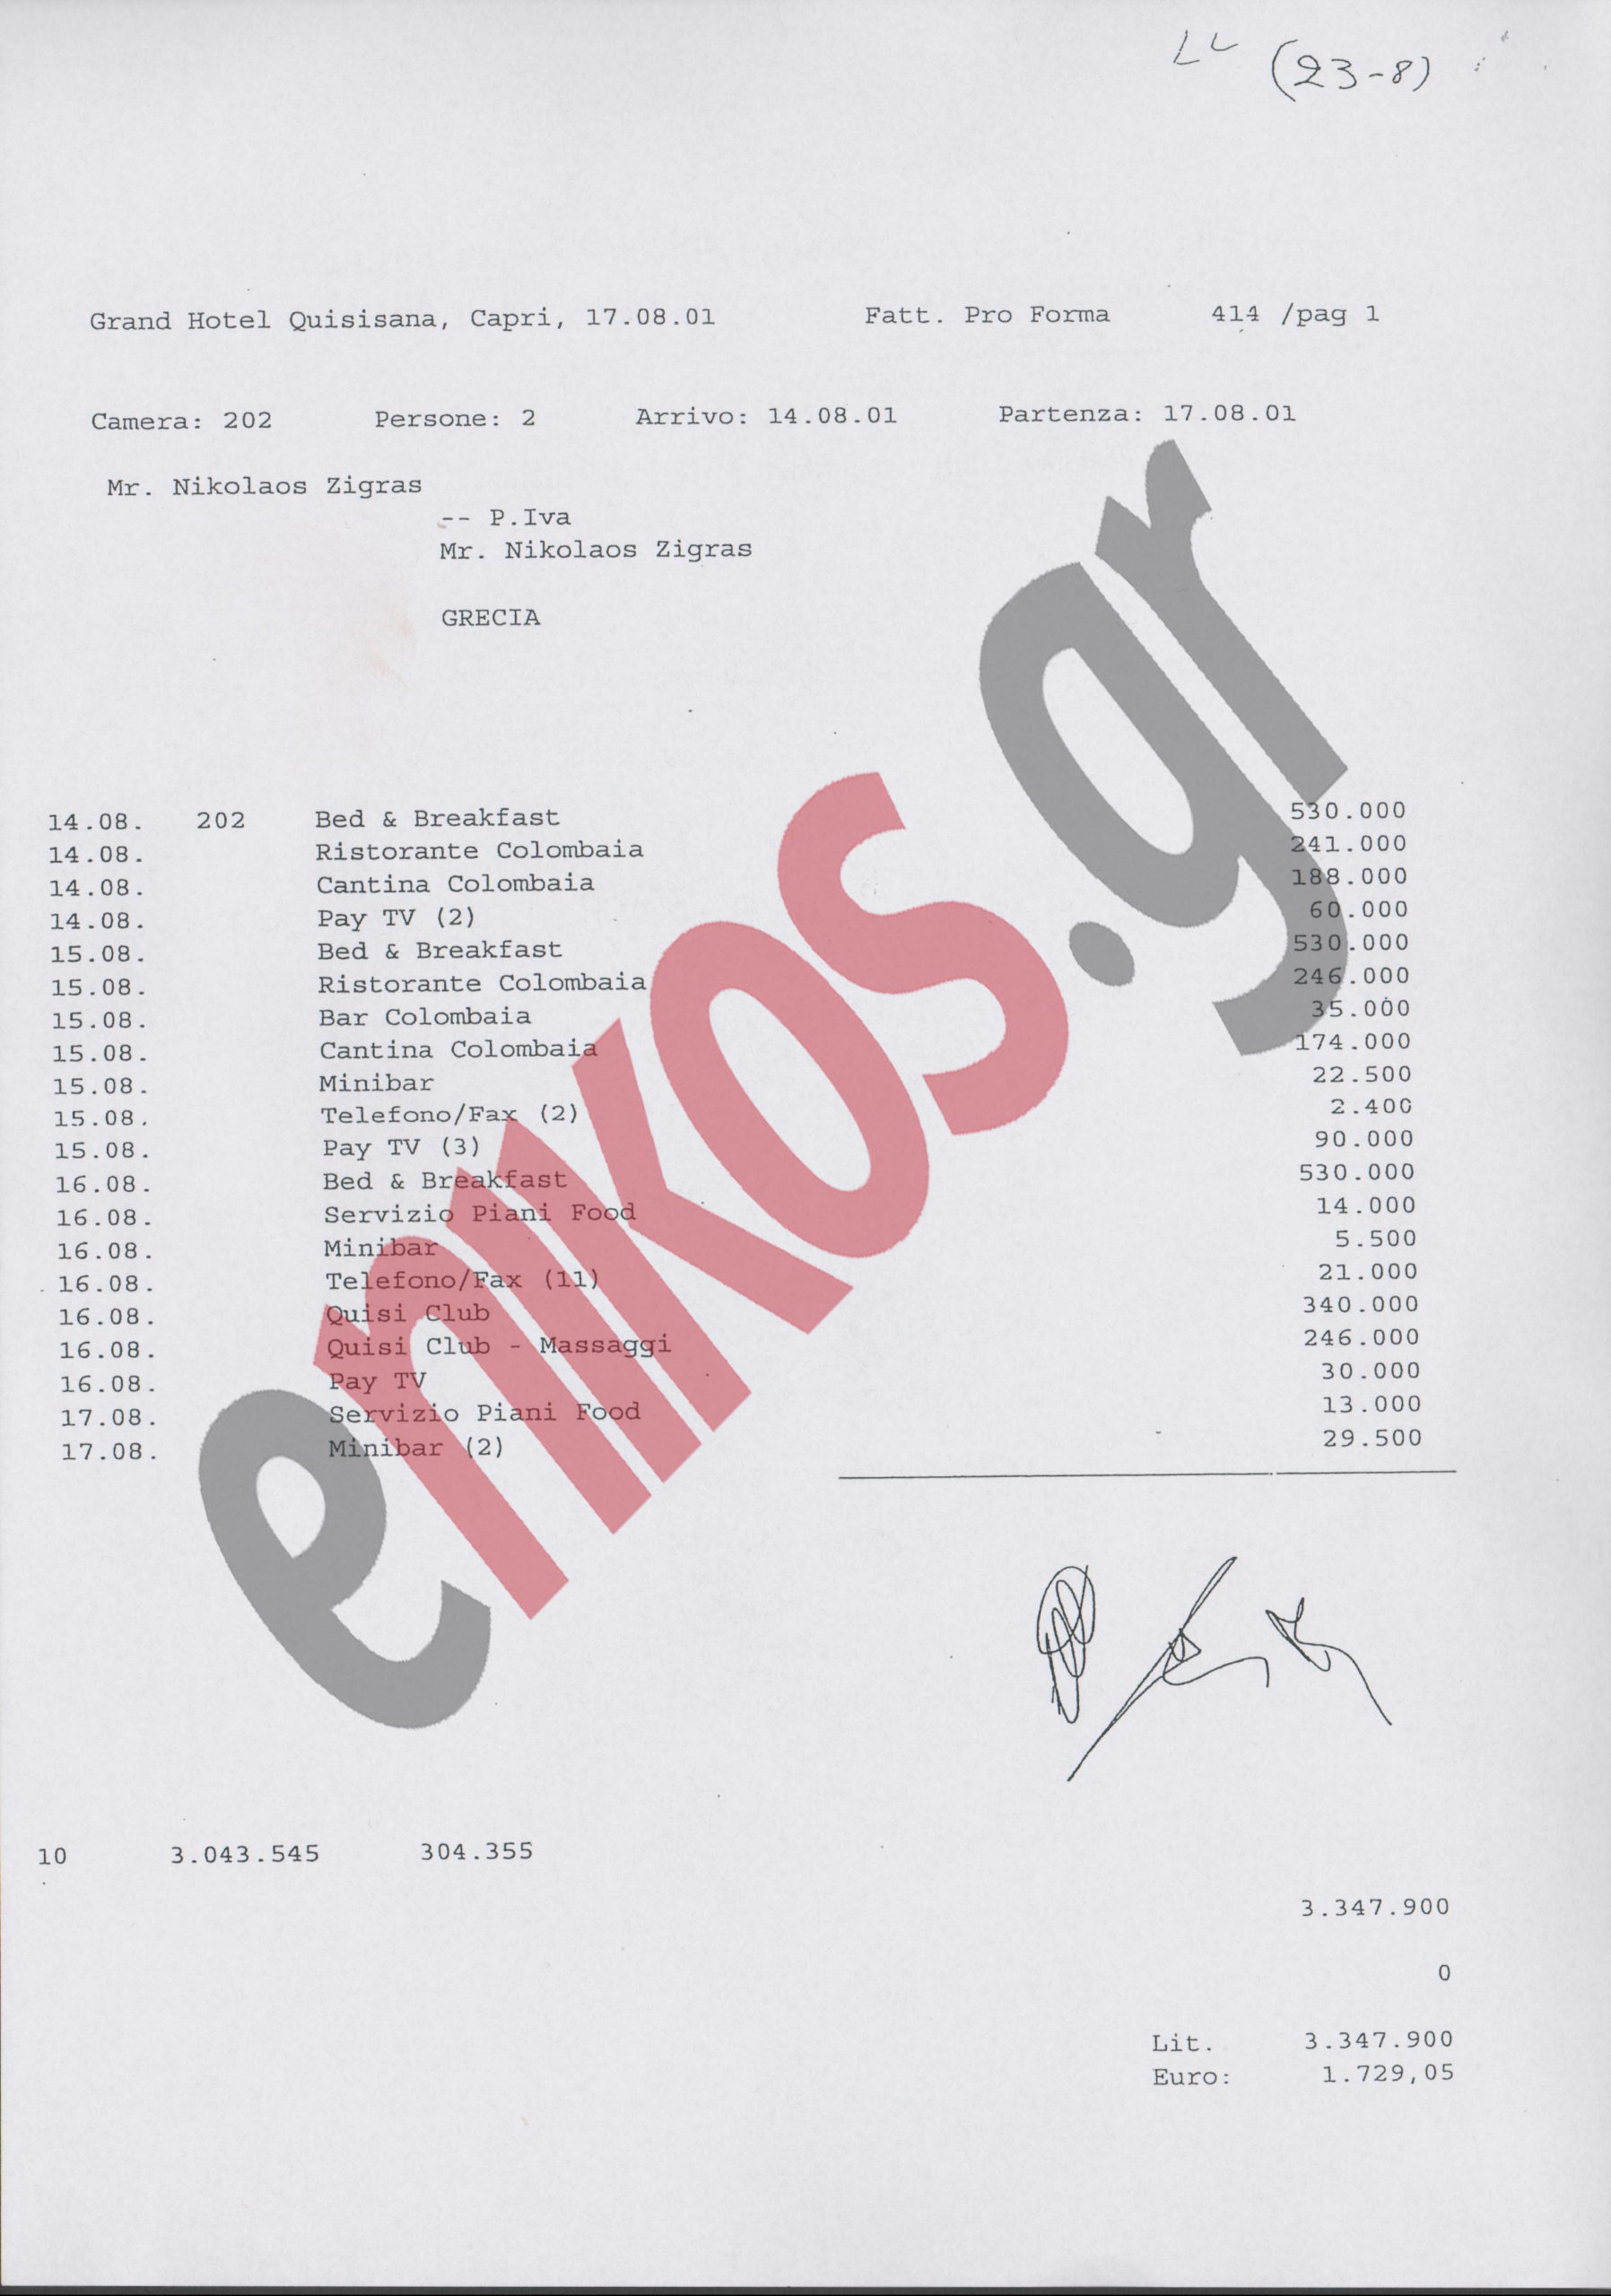 LL (23-8)
Grand Hotel Quisisana, Capri, 17.08.01 Fatt. Pro Forma 414 /pag 1
Camera: 202 Persone: 2 Arrivo: 14.08.01 Partenza: 17.08.01
Mr. Nikolaos Zigras
-- P.Iva
Mr. Nikolaos Zigras
GRECIA
14.08. 202 Bed & Breakfast 530.000
14.08. Ristorante Colombaia 241.000
14.08. Cantina Colombaia 188.000
14.08. Pay TV (2) 60.000
15.08. Bed & Breakfast 530.000
15.08. Ristorante Colombaia 246.000
15.08. Bar Colombaia 35.000
15.08. Cantina Colombaia 174.000
15.08. Minibar 22.500
15.08. Telefono/Fax (2) 2.400
15.08. Pay TV (3) 90.000
16.08. Bed & Breakfast 530.000
16.08. Servizio Piani Food 14.000
16.08. Minibar 5.500
16.08. Telefono/Fax (11) 21.000
16.08. Quisi Club 340.000
16.08. Quisi Club - Massaggi 246.000
16.08. Pay TV 30.000
17.08. Servizio Piani Food 13.000
17.08. Minibar (2) 29.500
enikos.gr
10 3.043.545 304.355
3.347.900
0
Lit. 3.347.900
Euro: 1.729,05